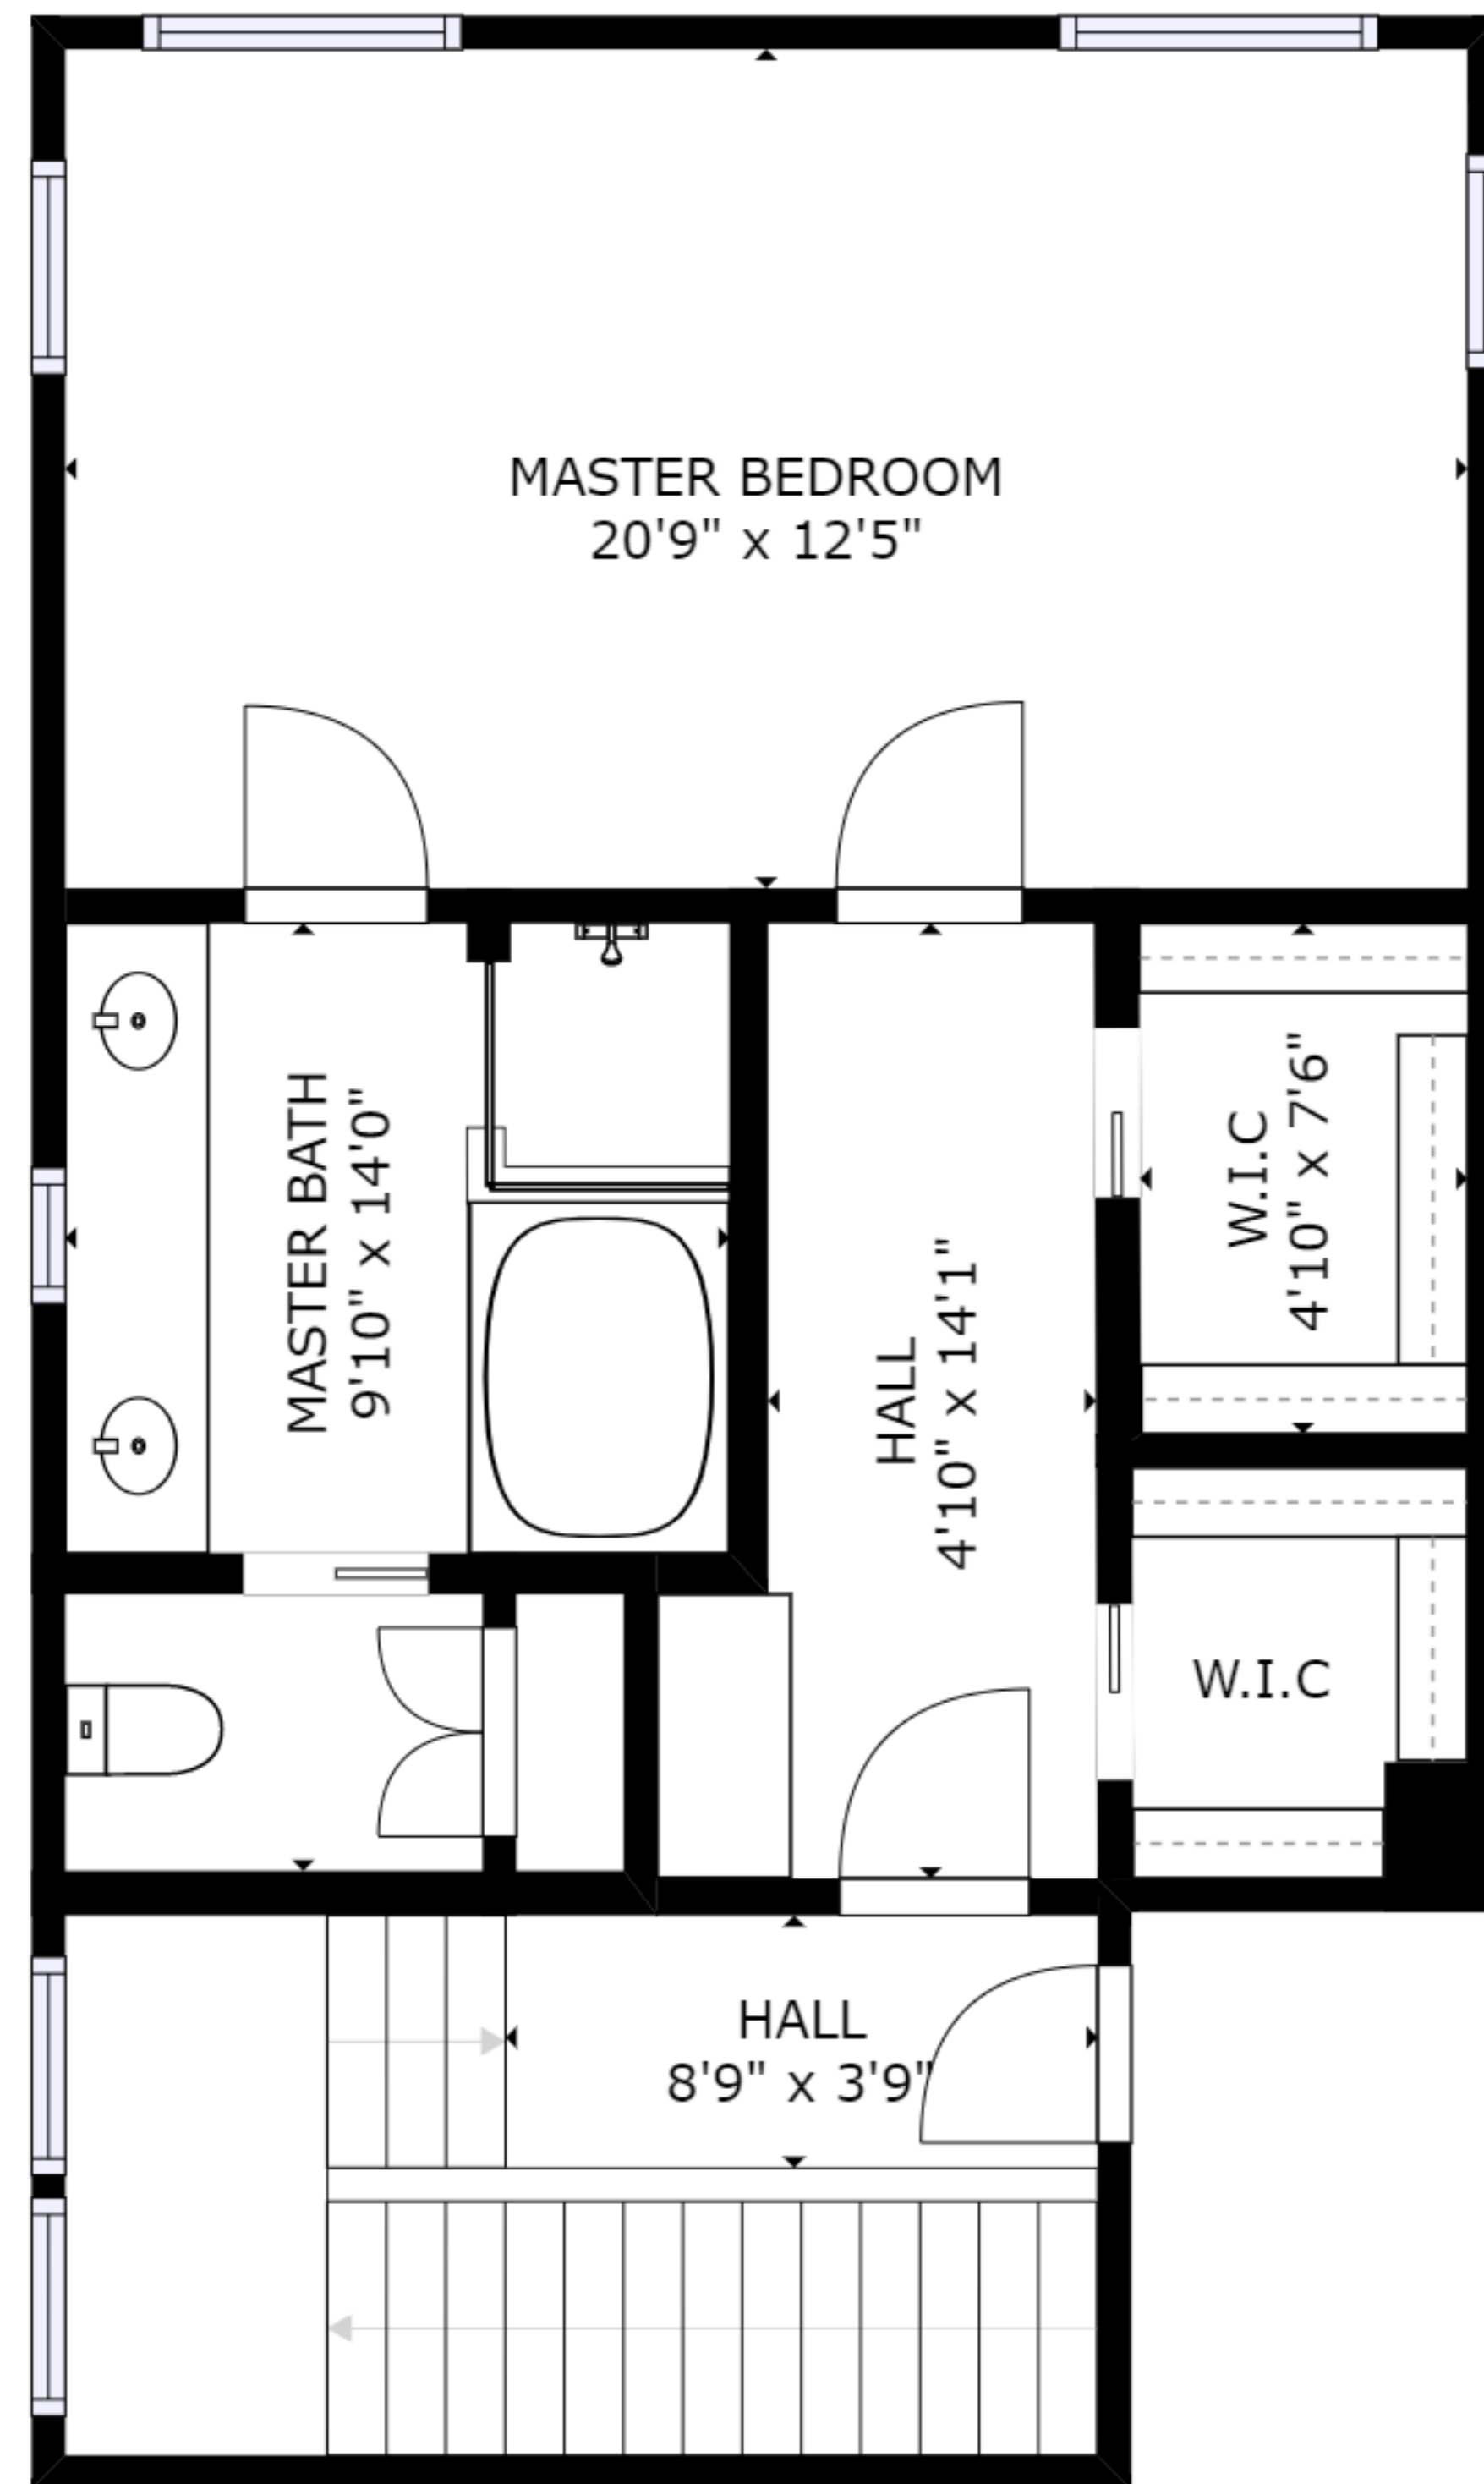 MASTER BEDROOM
20'9" x 12'5"
MASTER BATH
9'10" x 14'0"
HALL
4'10" x 14'1"
W.I.C
4'10" x 7'6"
W.I.C
HALL
8'9" x 3'9"